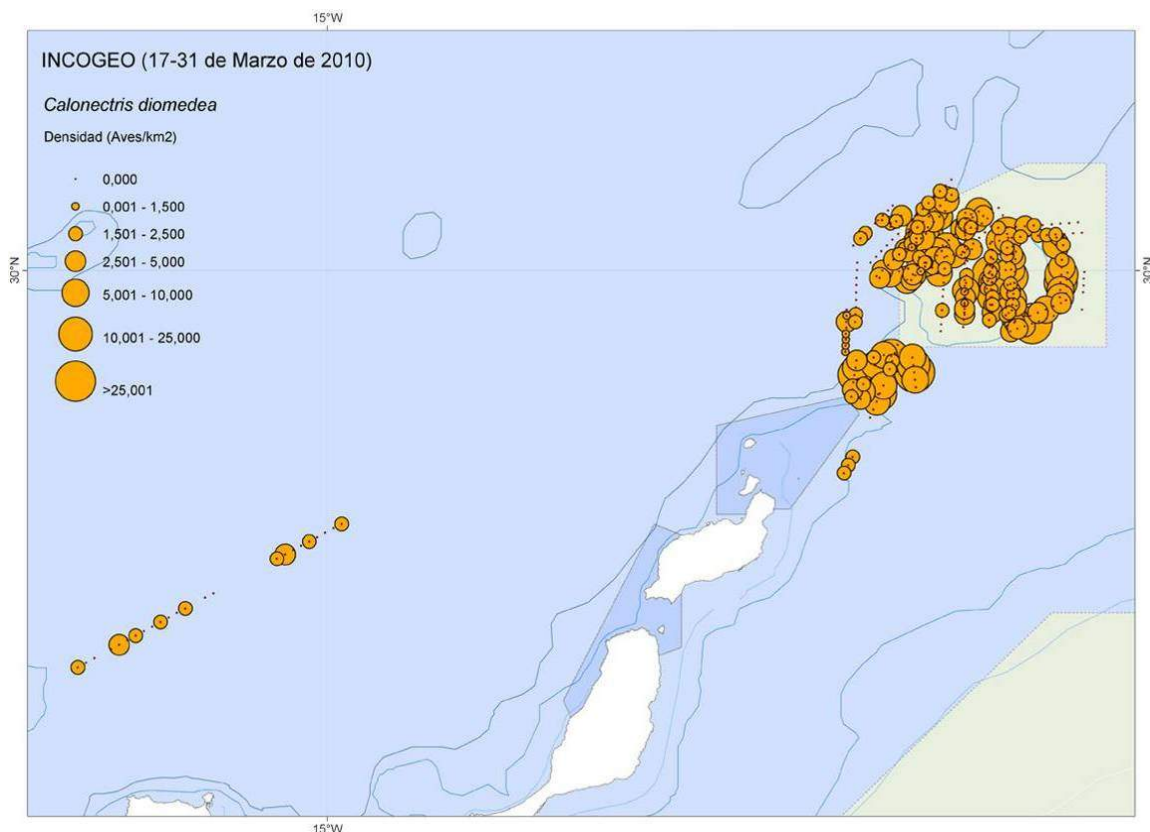 15°W
INCOGEO (17-31 de Marzo de 2010)
Calonectris diomedea
Densidad (Aves/km2)
0,000
0,001 - 1,500
1,501 - 2,500
2,501 - 5,000
5,001 - 10,000
10,001 - 25,000
>25,001
30°N
30°N
15°W